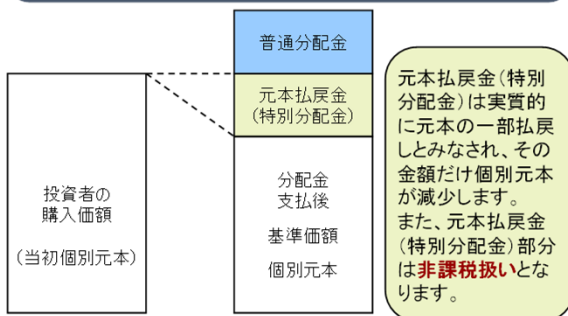 普通分配金
元本払戻金
(特別分配金)
投資者の
購入価額
(当初個別元本)
分配金
支払後
基準価額
個別元本
元本払戻金(特別
分配金)は実質的
に元本の一部払戻
しとみなされ、その
金額だけ個別元本
が減少します。
また、元本払戻金
(特別分配金)部分
は非課税扱いとな
ります。